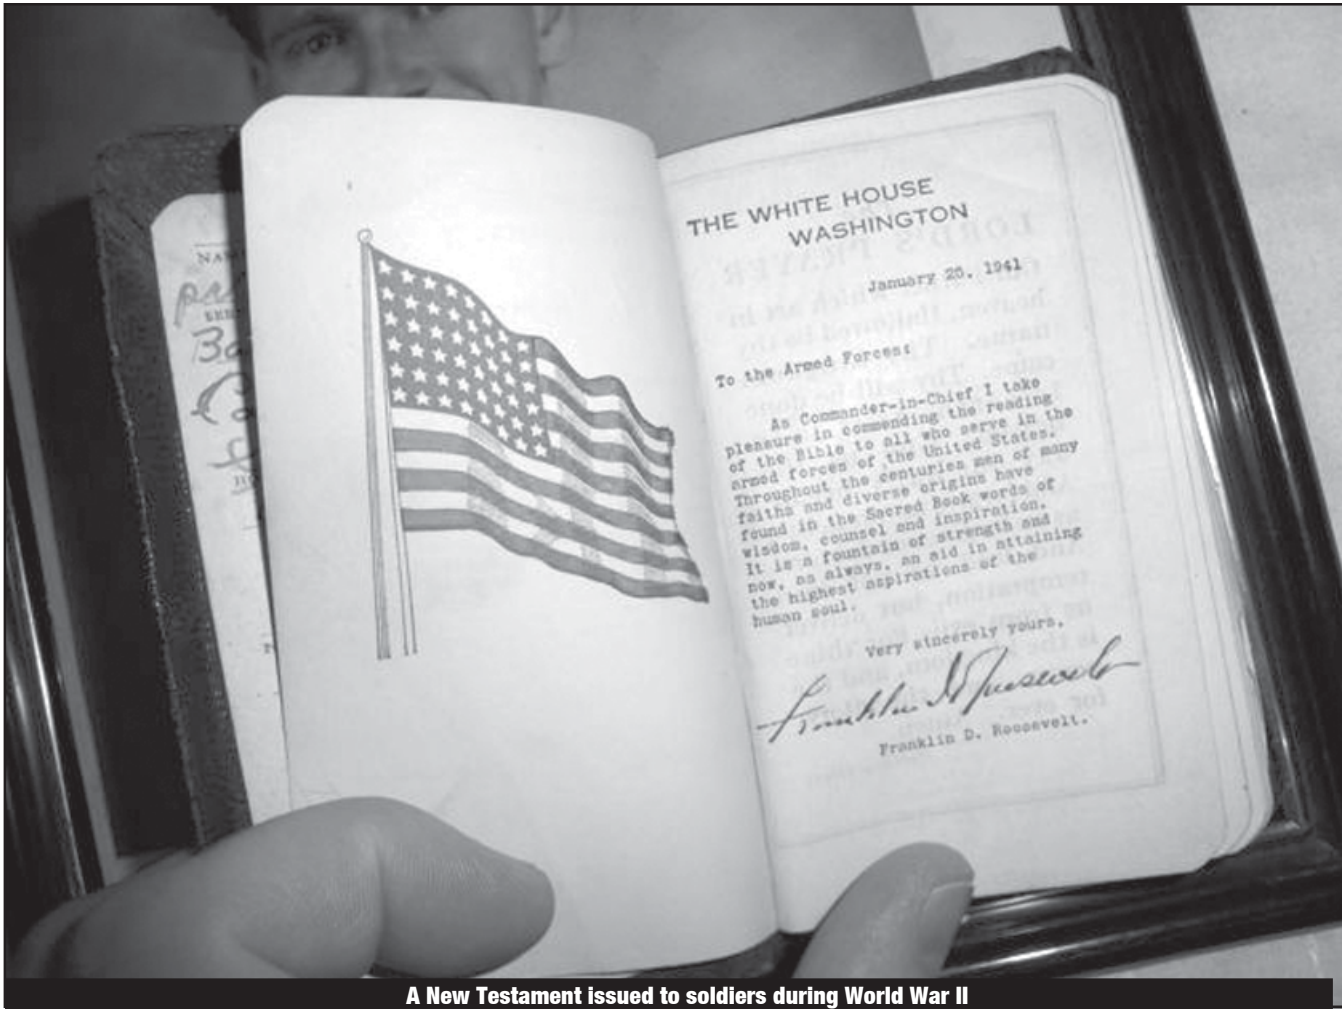 THE WHITE HOUSE
WASHINGTON
January 25, 1941
To the Armed Forces:
As Commander-in-Chief I take
pleasure in commending the reading
of the Bible to all who serve in the
armed forces of the United States.
Throughout the centuries men of many
faiths and diverse origins have
found in the Sacred Book words of
wisdom, counsel and inspiration.
It is a fountain of strength and
now, as always, an aid in attaining
the highest aspirations of the
human soul.
Very sincerely yours,
Franklin D Roosevelt
Franklin D. Roosevelt.
A New Testament issued to soldiers during World War II